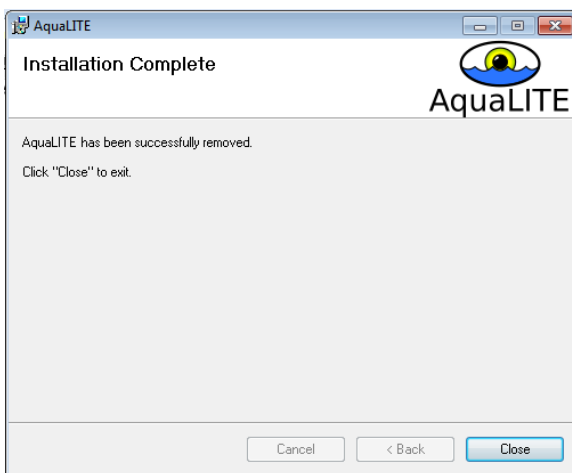 AquaLITE
Installation Complete
AquaLITE
AquaLITE has been successfully removed.
Click "Close" to exit.
Cancel
< Back
Close